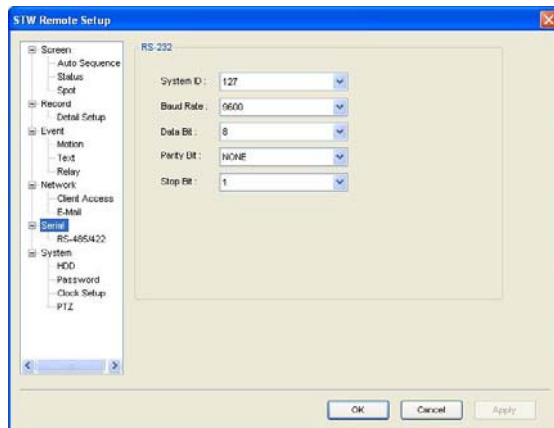 STW Remote Setup
Screen
Auto Sequence
Status
Spot
Record
Detail Setup
Event
Motion
Text
Relay
Network
Client Access
E-Mail
Serial
RS-485/422
System
HDD
Password
Clock Setup
PTZ
RS-232
System ID : 127
Baud Rate : 9600
Data Bit : 8
Parity Bit : NONE
Stop Bit : 1
OK Cancel Apply